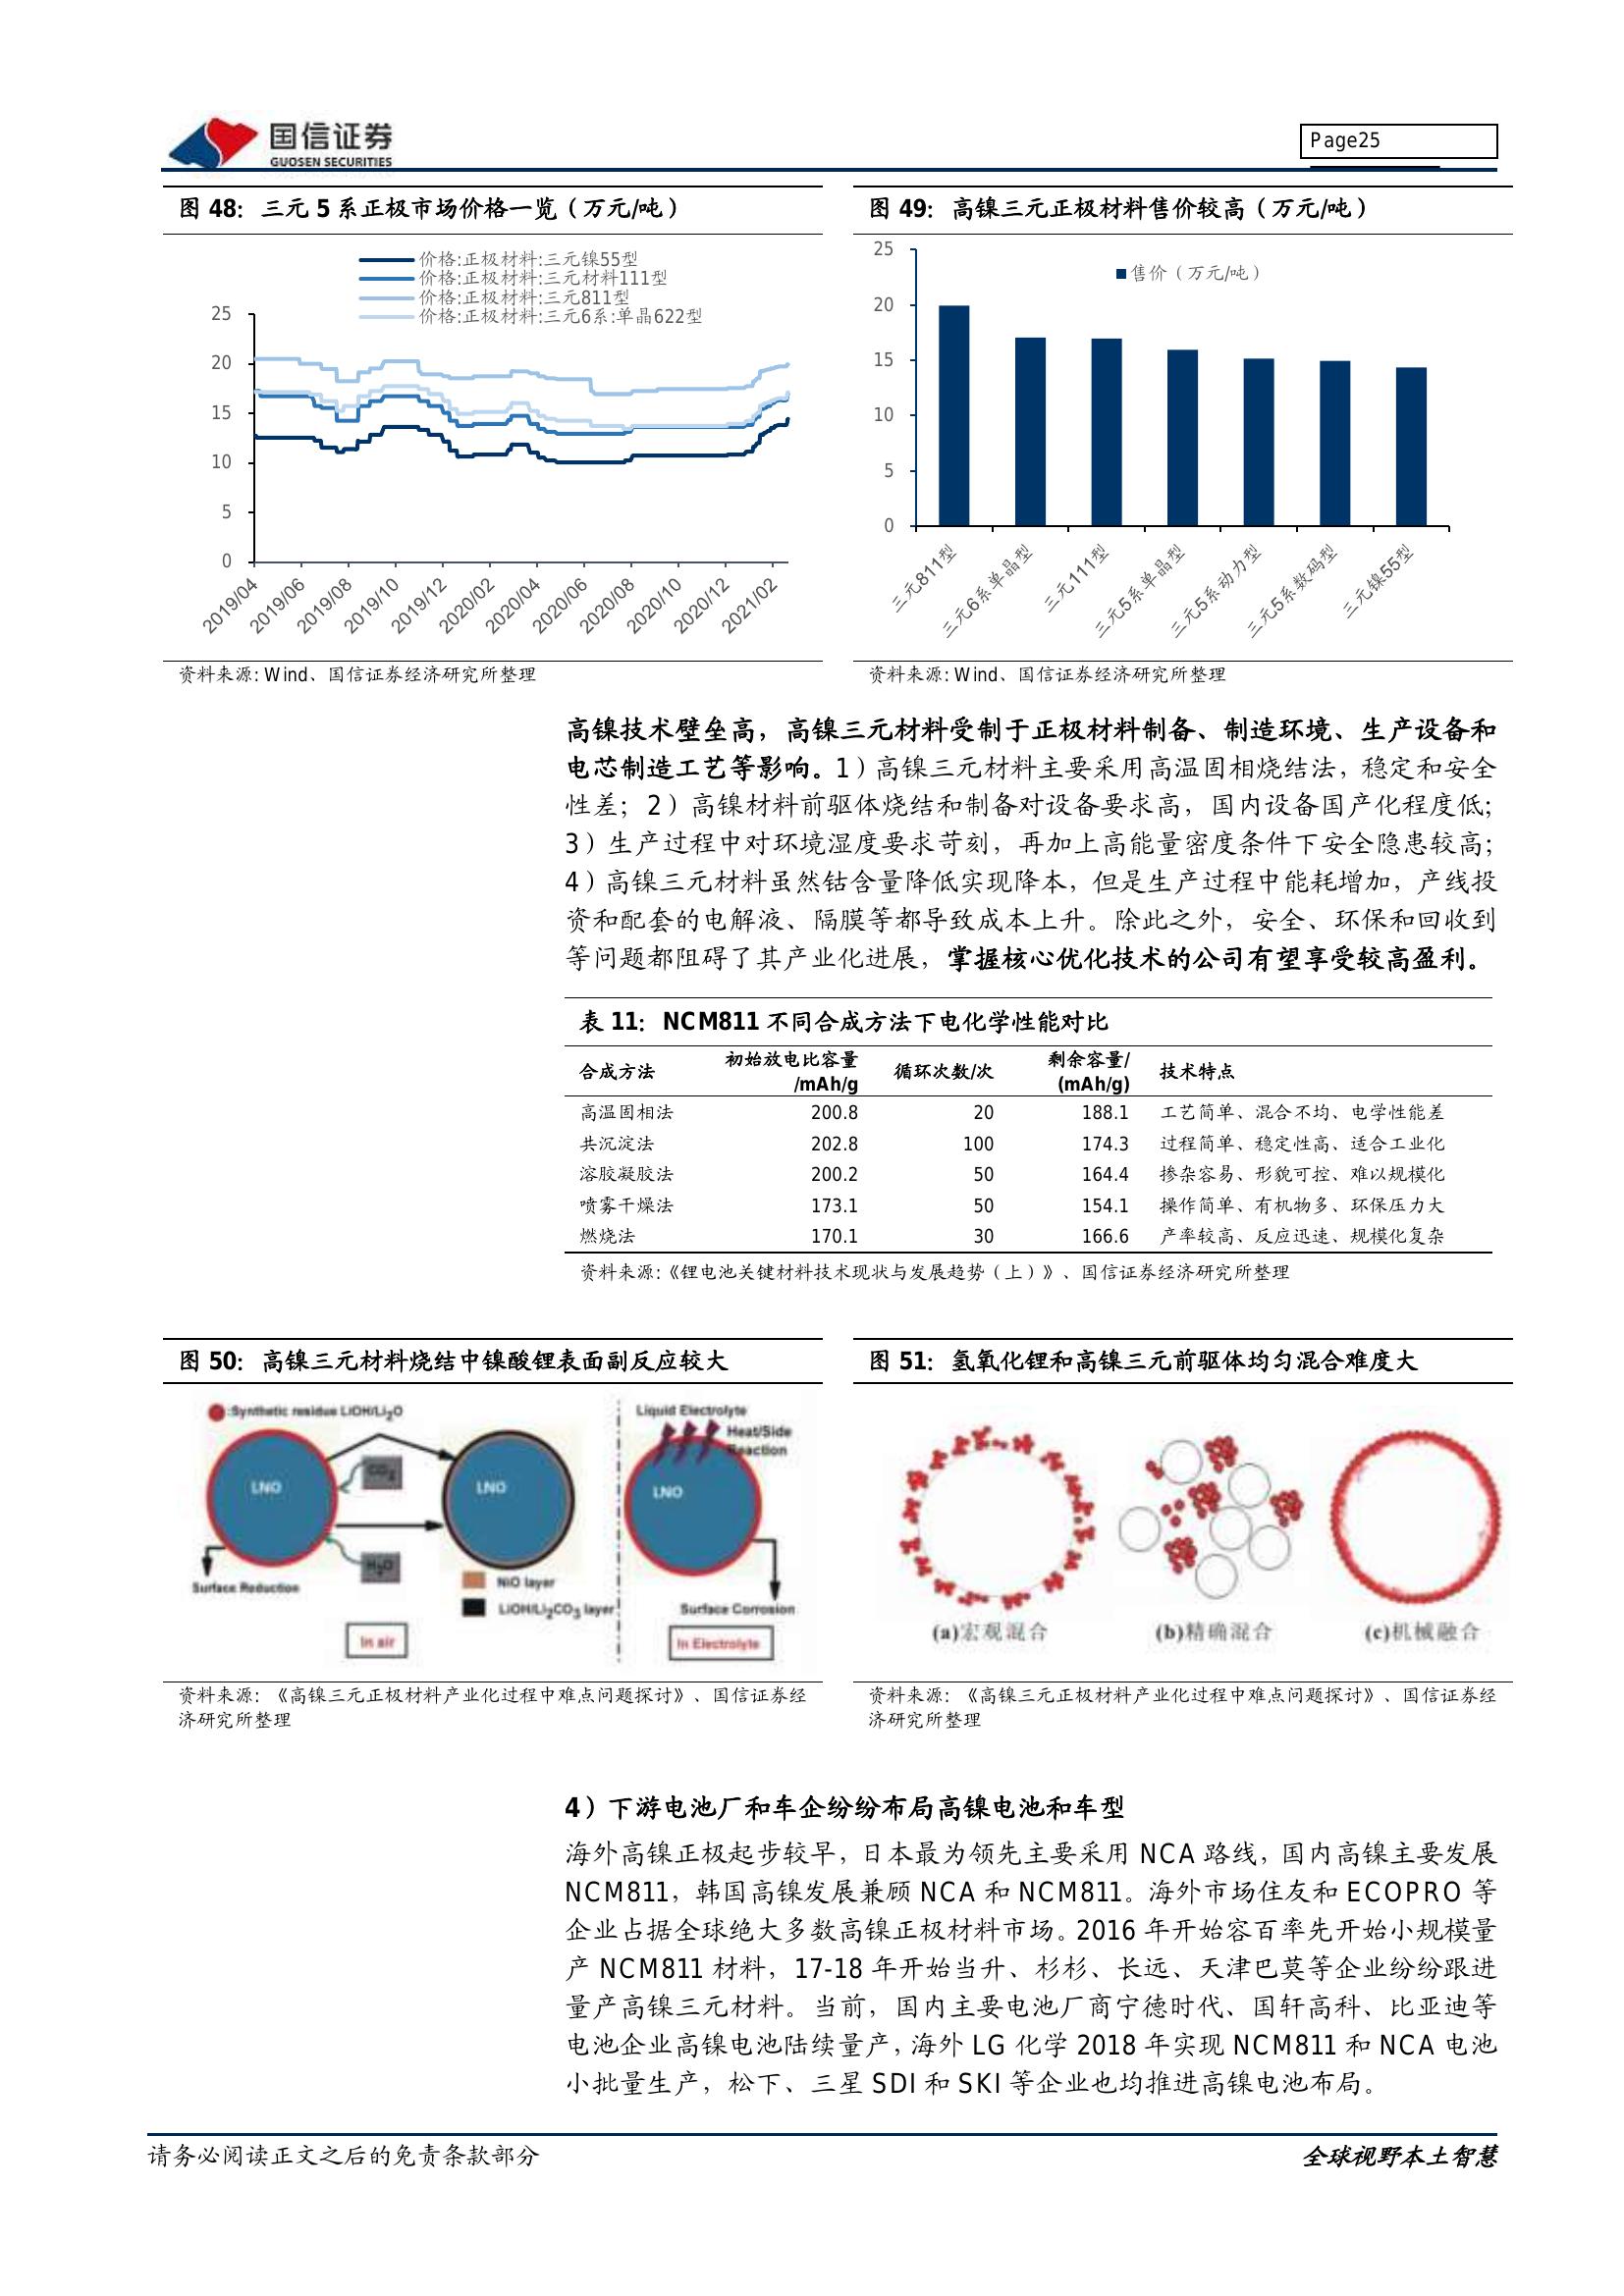 国信证券
GUOSEN SECURITIES
Page25
图 48：三元 5 系正极市场价格一览（万元/吨）
价格:正极材料:三元镍55型
价格:正极材料:三元材料111型
价格:正极材料:三元811型
价格:正极材料:三元6系:单晶622型
25
20
15
10
5
0
2019/04
2019/06
2019/08
2019/10
2019/12
2020/02
2020/04
2020/06
2020/08
2020/10
2020/12
2021/02
资料来源: Wind、国信证券经济研究所整理
图 49：高镍三元正极材料售价较高（万元/吨）
售价（万元/吨）
25
20
15
10
5
0
三元811型
三元6系单晶型
三元111型
三元5系单晶型
三元5系动力型
三元5系数码型
三元镍55型
资料来源: Wind、国信证券经济研究所整理
高镍技术壁垒高，高镍三元材料受制于正极材料制备、制造环境、生产设备和
电芯制造工艺等影响。1）高镍三元材料主要采用高温固相烧结法，稳定和安全
性差；2）高镍材料前驱体烧结和制备对设备要求高，国内设备国产化程度低；
3）生产过程中对环境湿度要求苛刻，再加上高能量密度条件下安全隐患较高；
4）高镍三元材料虽然钴含量降低实现降本，但是生产过程中能耗增加，产线投
资和配套的电解液、隔膜等都导致成本上升。除此之外，安全、环保和回收到
等问题都阻碍了其产业化进展，掌握核心优化技术的公司有望享受较高盈利。
表 11：NCM811 不同合成方法下电化学性能对比
合成方法 初始放电比容量/mAh/g 循环次数/次 剩余容量/(mAh/g) 技术特点
高温固相法 200.8 20 188.1 工艺简单、混合不均、电学性能差
共沉淀法 202.8 100 174.3 过程简单、稳定性高、适合工业化
溶胶凝胶法 200.2 50 164.4 掺杂容易、形貌可控、难以规模化
喷雾干燥法 173.1 50 154.1 操作简单、有机物多、环保压力大
燃烧法 170.1 30 166.6 产率较高、反应迅速、规模化复杂
资料来源:《锂电池关键材料技术现状与发展趋势（上）》、国信证券经济研究所整理
图 50：高镍三元材料烧结中镍酸锂表面副反应较大
:Synthetic residue LiOH/Li₂O
LNO
CO₂
H₂O
Surface Reduction
LNO
NiO layer
LiOH/Li₂CO₃ layer
In air
Liquid Electrolyte
Heat/Side
Reaction
LNO
Surface Corrosion
In Electrolyte
资料来源：《高镍三元正极材料产业化过程中难点问题探讨》、国信证券经
济研究所整理
图 51：氢氧化锂和高镍三元前驱体均匀混合难度大
(a)宏观混合
(b)精确混合
(c)机械融合
资料来源：《高镍三元正极材料产业化过程中难点问题探讨》、国信证券经
济研究所整理
4）下游电池厂和车企纷纷布局高镍电池和车型
海外高镍正极起步较早，日本最为领先主要采用 NCA 路线，国内高镍主要发展
NCM811，韩国高镍发展兼顾 NCA 和 NCM811。海外市场住友和 ECOPRO 等
企业占据全球绝大多数高镍正极材料市场。2016 年开始容百率先开始小规模量
产 NCM811 材料，17-18 年开始当升、杉杉、长远、天津巴莫等企业纷纷跟进
量产高镍三元材料。当前，国内主要电池厂商宁德时代、国轩高科、比亚迪等
电池企业高镍电池陆续量产，海外 LG 化学 2018 年实现 NCM811 和 NCA 电池
小批量生产，松下、三星 SDI 和 SKI 等企业也均推进高镍电池布局。
请务必阅读正文之后的免责条款部分
全球视野本土智慧